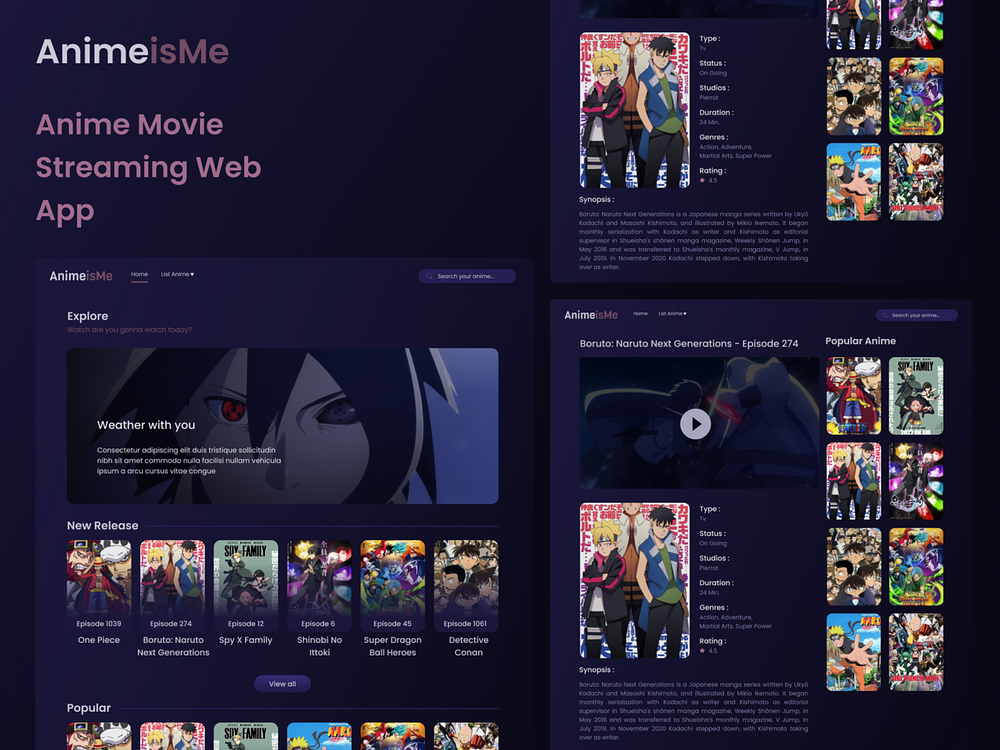 AnimeisMe
Anime Movie
Streaming Web
App
AnimeisMe
Home
List Anime ▾
Search your anime...
Explore
Watch are you gonna watch today?
Weather with you
Consectetur adipiscing elit duis tristique sollicitudin
nibh sit amet commodo nulla facilisi nullam vehicula
ipsum a arcu cursus vitae congue
New Release
SPY×FAMILY
Episode 1039
Episode 274
Episode 12
Episode 6
Episode 45
Episode 1061
One Piece
Boruto: Naruto
Next Generations
Spy X Family
Shinobi No
Ittoki
Super Dragon
Ball Heroes
Detective
Conan
View all
Popular
Type :
Tv
Status :
On Going
Studios :
Pierrot
Duration :
24 Min.
Genres :
Action, Adventure,
Martial Arts, Super Power
Rating :
★ 4.5
Synopsis :
Boruto: Naruto Next Generations is a Japanese manga series written by Ukyō
Kodachi and Masashi Kishimoto, and illustrated by Mikio Ikemoto. It began
monthly serialization with Kodachi as writer and Kishimoto as editorial
supervisor in Shueisha's shōnen manga magazine, Weekly Shōnen Jump, in
May 2016 and was transferred to Shueisha's magazine, V Jump, in
July 2019. In November 2020 Kodachi stepped down, with Kishimoto taking
over as writer.
AnimeisMe
Home
List Anime ▾
Search your anime...
Boruto: Naruto Next Generations - Episode 274
Popular Anime
SPY×FAMILY
Type :
Tv
Status :
On Going
Studios :
Pierrot
Duration :
24 Min.
Genres :
Action, Adventure,
Martial Arts, Super Power
Rating :
★ 4.5
Synopsis :
Boruto: Naruto Next Generations is a Japanese manga series written by Ukyō
Kodachi and Masashi Kishimoto, and illustrated by Mikio Ikemoto. It began
monthly serialization with Kodachi as writer and Kishimoto as editorial
supervisor in Shueisha's shōnen manga magazine, Weekly Shōnen Jump, in
May 2016 and was transferred to Shueisha's magazine, V Jump, in
July 2019. In November 2020 Kodachi stepped down, with Kishimoto taking
over as writer.